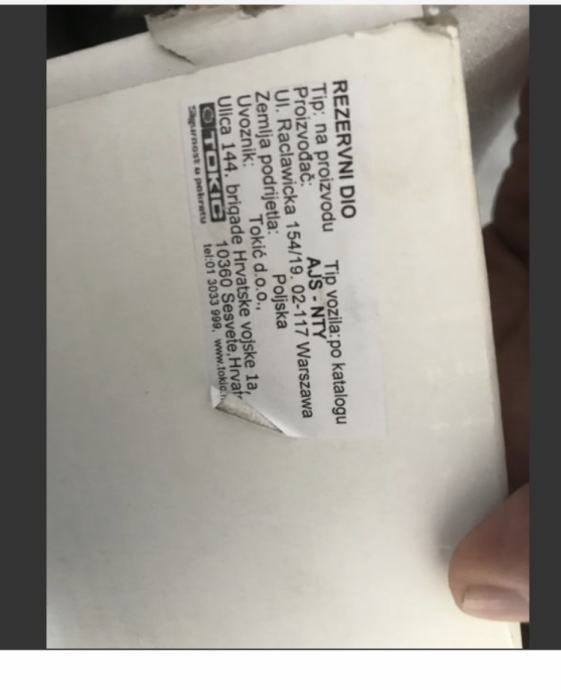 REZERVNI DIO
Tip: na proizvodu Tip vozila:po katalogu
Proizvođač: AJS - NTY
Ul. Raclawicka 154/19. 02-117 Warszawa
Zemlja podrijetla: Poljska
Uvoznik: Tokić d.o.o.,
Ulica 144. brigade Hrvatske vojske 1a,
10360 Sesvete,Hrvat
TOKIĆ
Sigurnost u pokretu
tel:01 3033 999, www.tokic.h